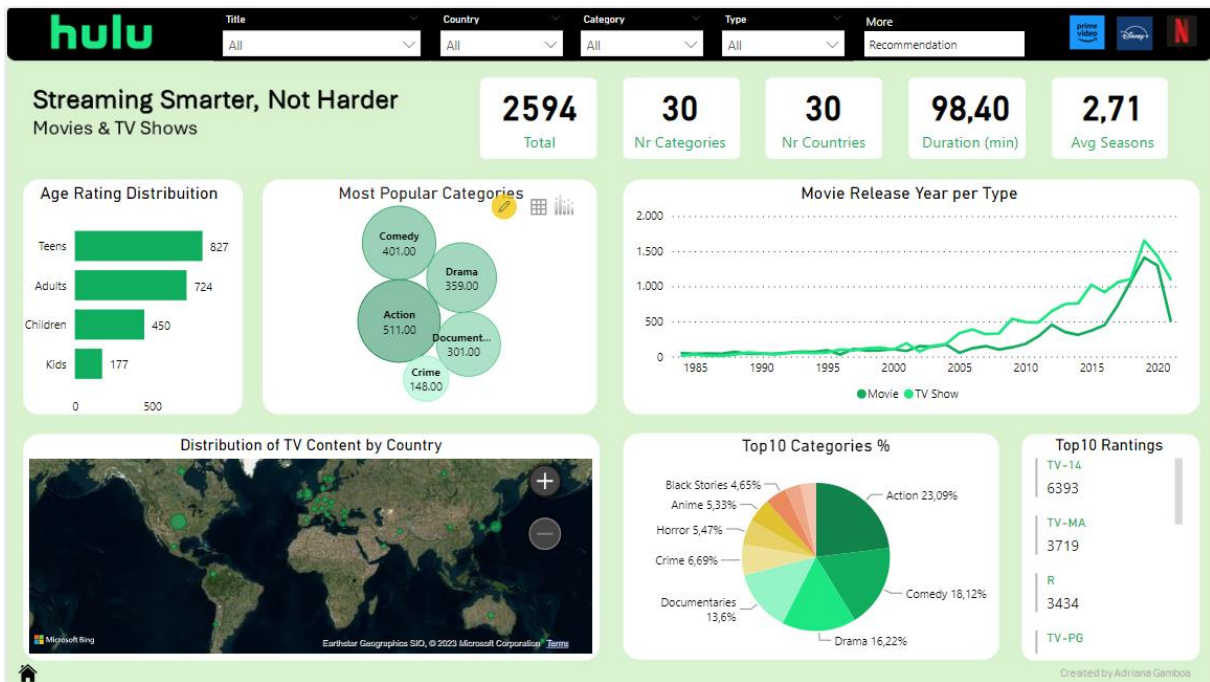 hulu
Title
All
Country
All
Category
All
Type
All
More
Recommendation
prime video
Disney+
N
Streaming Smarter, Not Harder
Movies & TV Shows
2594
Total
30
Nr Categories
30
Nr Countries
98,40
Duration (min)
2,71
Avg Seasons
Age Rating Distribuition
Teens 827
Adults 724
Children 450
Kids 177
0 500
Most Popular Categories
Comedy
401.00
Drama
359.00
Action
511.00
Document...
301.00
Crime
148.00
Movie Release Year per Type
2.000
1.500
1.000
500
0
1985 1990 1995 2000 2005 2010 2015 2020
Movie TV Show
Distribution of TV Content by Country
+
−
Microsoft Bing
Earthstar Geographics SIO, © 2023 Microsoft Corporation Terms
Top10 Categories %
Black Stories 4,65%
Anime 5,33%
Horror 5,47%
Crime 6,69%
Documentaries
13,6%
Action 23,09%
Comedy 18,12%
Drama 16,22%
Top10 Rantings
TV-14
6393
TV-MA
3719
R
3434
TV-PG
Created by Adriana Gamboa